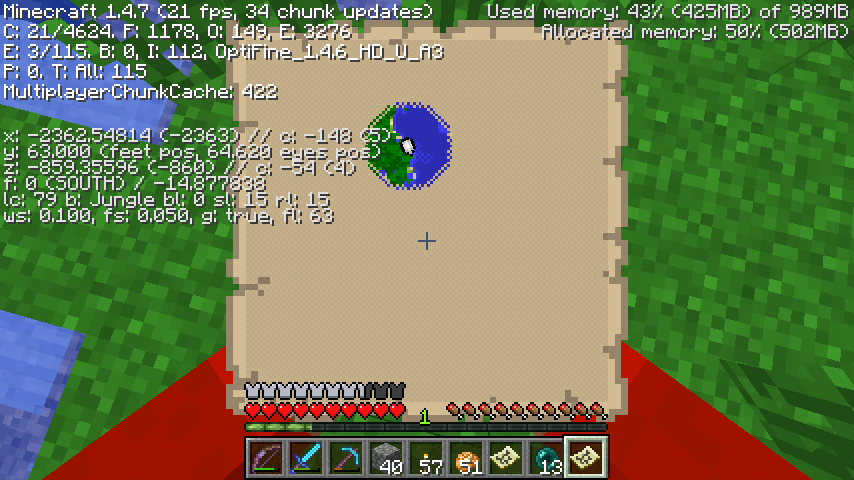 Minecraft 1.4.7 (21 fps, 34 chunk updates)
Used memory: 43% (425MB) of 989MB
C: 21/4624, F: 1178, O: 149, E: 3276
Allocated memory: 50% (502MB)
E: 3/115. B: 0, I: 112, OptiFine_1.4.6_HD_U_A3
P: 0, T: All: 115
MultiplayerChunkCache: 422
x: -2362.54814 (-2363) // c: -148 (5)
y: 63.000 (feet pos, 64.620 eyes pos)
z: -859.35596 (-860) // c: -54 (4)
f: 0 (SOUTH) / -14.877838
lc: 79 b: Jungle bl: 0 sl: 15 rl: 15
ws: 0.100, fs: 0.050, g: true, fl: 63
1
40 57 51 13